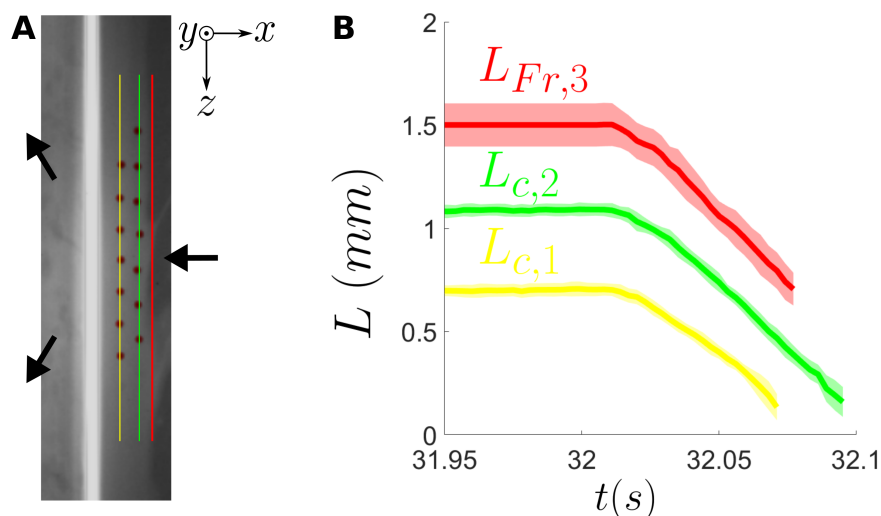 A
y
x
z
B
L (mm)
2
1.5
1
0.5
0
L_{Fr,3}
L_{c,2}
L_{c,1}
31.95
32
32.05
32.1
t(s)